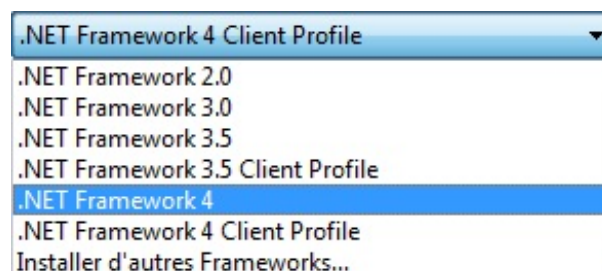 .NET Framework 4 Client Profile
.NET Framework 2.0
.NET Framework 3.0
.NET Framework 3.5
.NET Framework 3.5 Client Profile
.NET Framework 4
.NET Framework 4 Client Profile
Installer d'autres Frameworks...